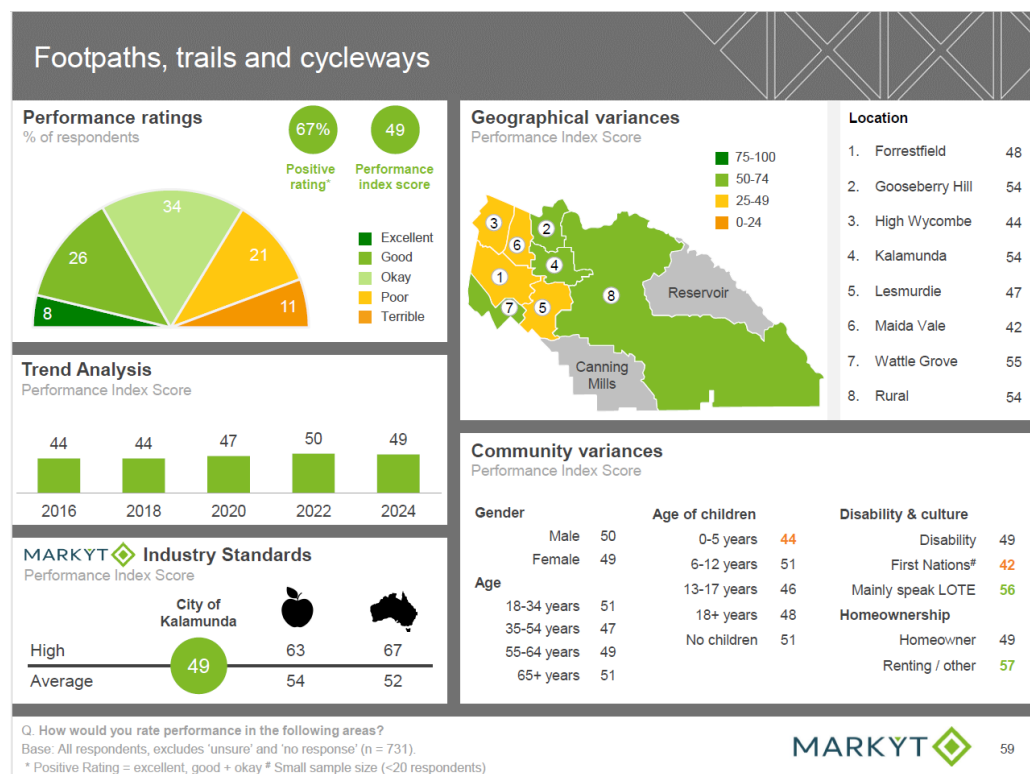 Footpaths, trails and cycleways
Performance ratings
% of respondents
67%
Positive
rating*
49
Performance
index score
8
26
34
21
11
Excellent
Good
Okay
Poor
Terrible
Trend Analysis
Performance Index Score
44 44 47 50 49
2016 2018 2020 2022 2024
MARKYT Industry Standards
Performance Index Score
City of
Kalamunda
49
High 63 67
Average 54 52
Geographical variances
Performance Index Score
75-100
50-74
25-49
0-24
3
2
6
4
1
8
7
5
Reservoir
Canning
Mills
Location
1. Forrestfield 48
2. Gooseberry Hill 54
3. High Wycombe 44
4. Kalamunda 54
5. Lesmurdie 47
6. Maida Vale 42
7. Wattle Grove 55
8. Rural 54
Community variances
Performance Index Score
Gender
Male 50
Female 49
Age
18-34 years 51
35-54 years 47
55-64 years 49
65+ years 51
Age of children
0-5 years 44
6-12 years 51
13-17 years 46
18+ years 48
No children 51
Disability & culture
Disability 49
First Nations# 42
Mainly speak LOTE 56
Homeownership
Homeowner 49
Renting / other 57
Q. How would you rate performance in the following areas?
Base: All respondents, excludes 'unsure' and 'no response' (n = 731).
* Positive Rating = excellent, good + okay # Small sample size (<20 respondents)
MARKYT
59